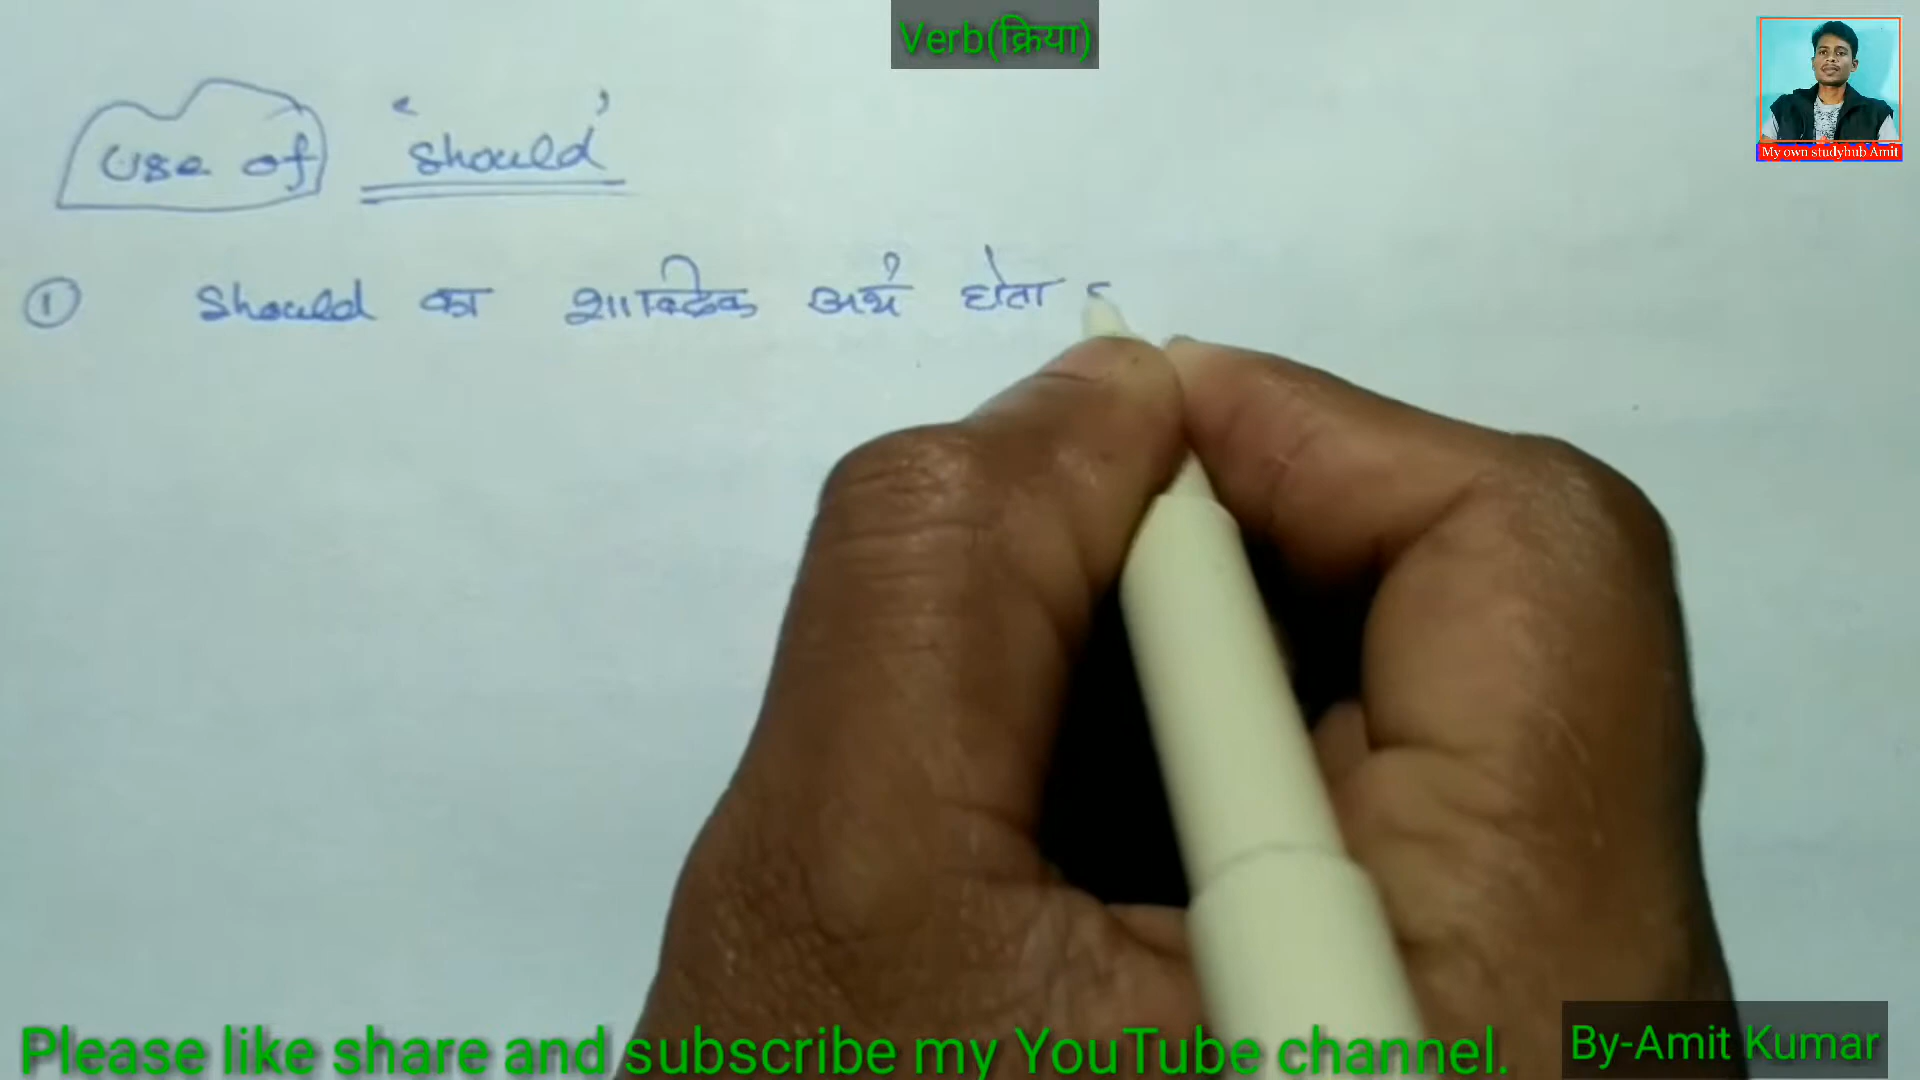 Verb(क्रिया)
My own studyhub Amit
Use of 'should'
① should का शाब्दिक अर्थ होता
Please like share and subscribe my YouTube channel.
By-Amit Kumar